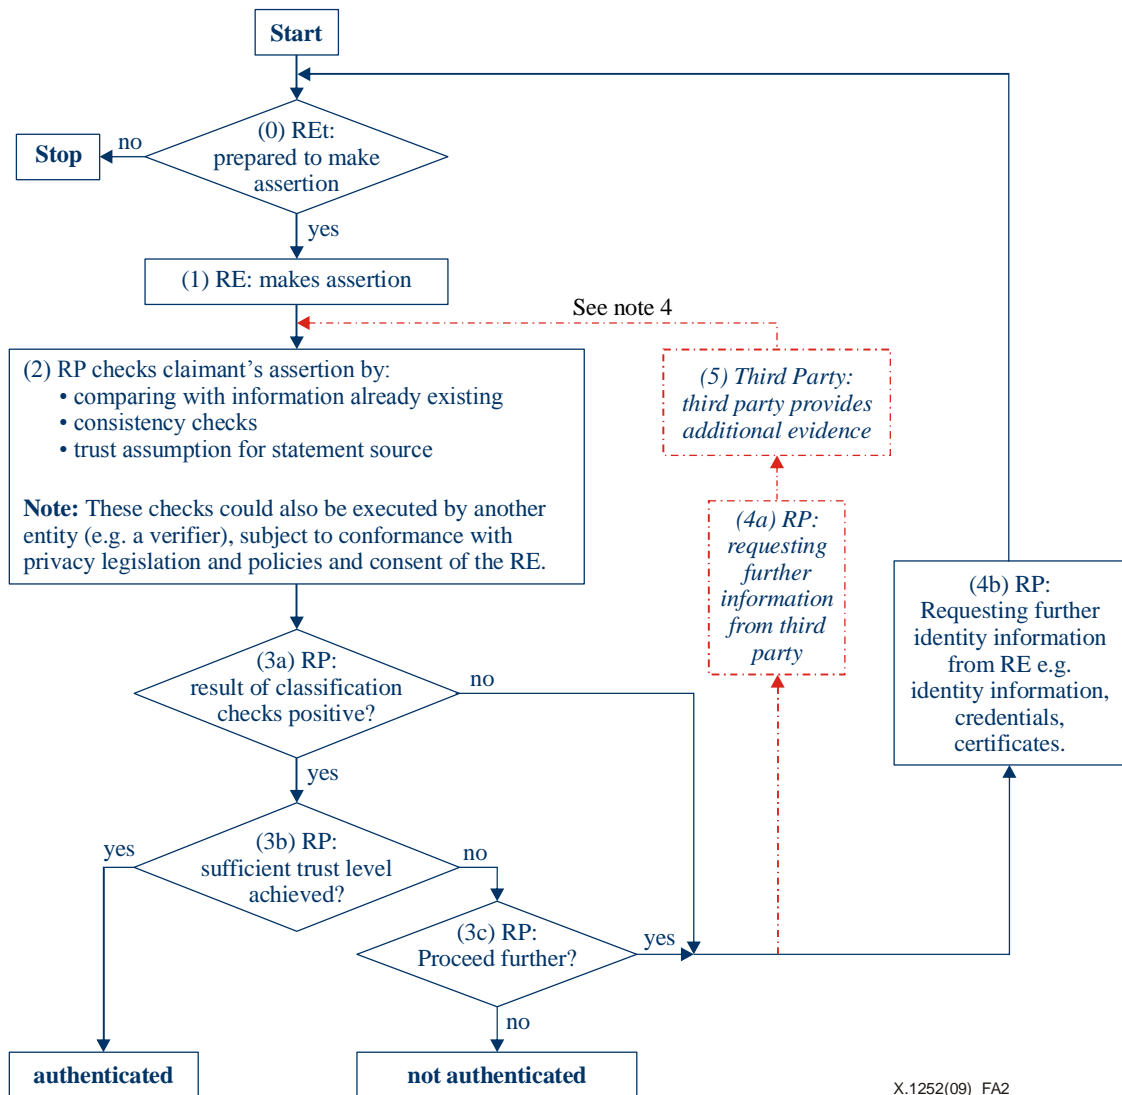 Start
(0) REt:
prepared to make
assertion
no
Stop
yes
(1) RE: makes assertion
See note 4
(2) RP checks claimant’s assertion by:
• comparing with information already existing
• consistency checks
• trust assumption for statement source
Note: These checks could also be executed by another
entity (e.g. a verifier), subject to conformance with
privacy legislation and policies and consent of the RE.
(5) Third Party:
third party provides
additional evidence
(4a) RP:
requesting
further
information
from third
party
(4b) RP:
Requesting further
identity information
from RE e.g.
identity information,
credentials,
certificates.
(3a) RP:
result of classification
checks positive?
no
yes
(3b) RP:
sufficient trust level
achieved?
yes
no
(3c) RP:
Proceed further?
yes
no
authenticated
not authenticated
X.1252(09)_FA2